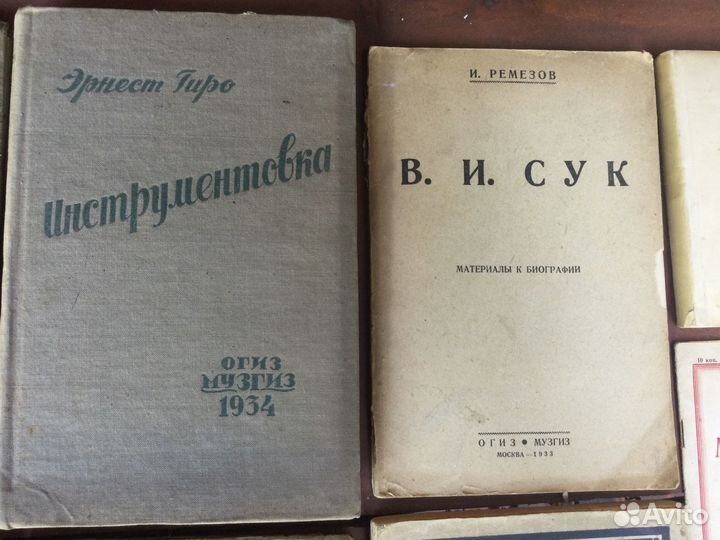 Эрнест Гиро
Инструментовка
ОГИЗ
МУЗГИЗ
1934
И. РЕМЕЗОВ
В. И. СУК
МАТЕРИАЛЫ К БИОГРАФИИ
ОГИЗ • МУЗГИЗ
МОСКВА—1933
10 коп.
Avito